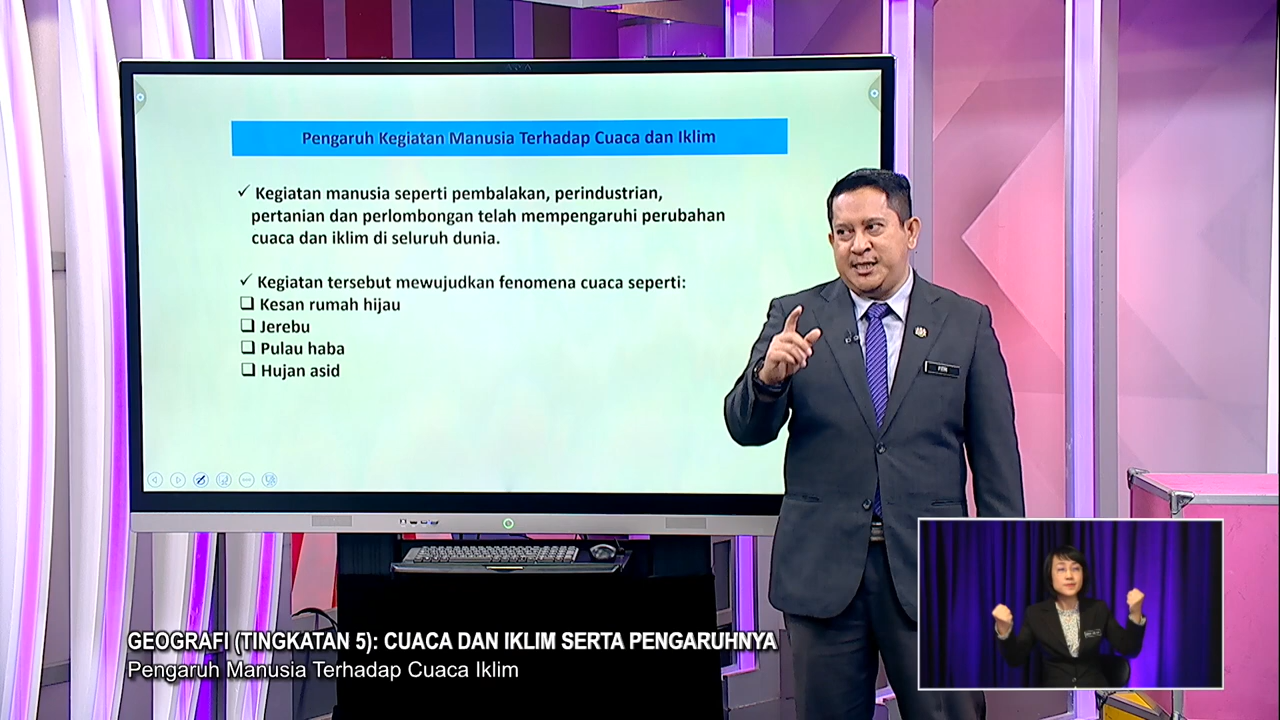 Pengaruh Kegiatan Manusia Terhadap Cuaca dan Iklim
✓ Kegiatan manusia seperti pembalakan, perindustrian,
pertanian dan perlombongan telah mempengaruhi perubahan
cuaca dan iklim di seluruh dunia.
✓ Kegiatan tersebut mewujudkan fenomena cuaca seperti:
❑ Kesan rumah hijau
❑ Jerebu
❑ Pulau haba
❑ Hujan asid
GEOGRAFI (TINGKATAN 5): CUACA DAN IKLIM SERTA PENGARUHNYA
Pengaruh Manusia Terhadap Cuaca Iklim